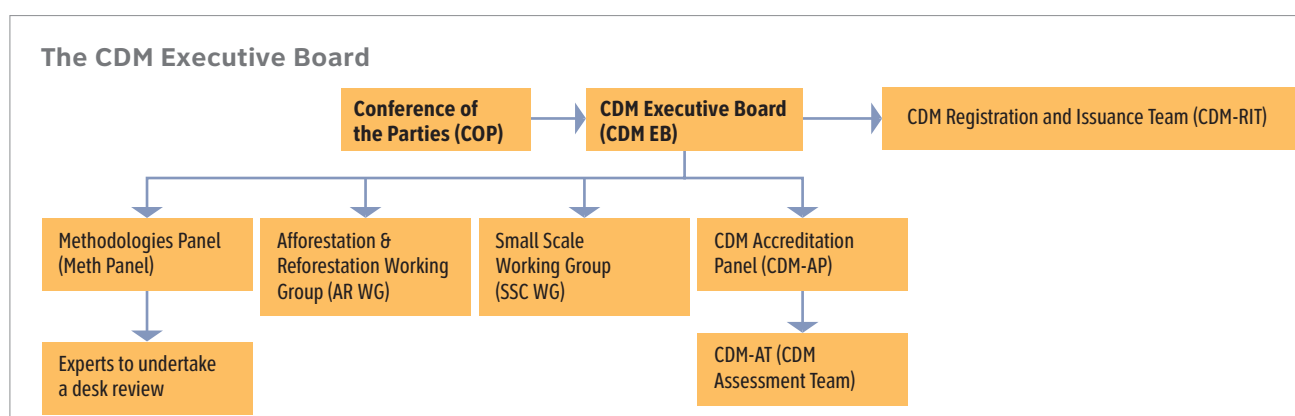 The CDM Executive Board
Conference of
the Parties (COP)
CDM Executive Board
(CDM EB)
CDM Registration and Issuance Team (CDM-RIT)
Methodologies Panel
(Meth Panel)
Afforestation &
Reforestation Working
Group (AR WG)
Small Scale
Working Group
(SSC WG)
CDM Accreditation
Panel (CDM-AP)
Experts to undertake
a desk review
CDM-AT (CDM
Assessment Team)